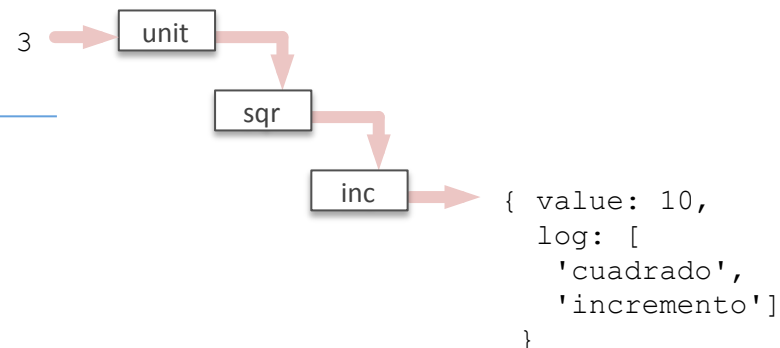 3
unit
sqr
inc
{ value: 10,
log: [
'cuadrado',
'incremento']
}